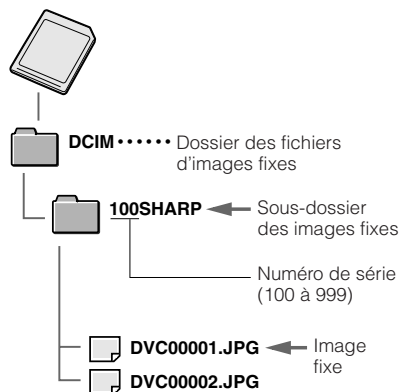 DCIM • • • • • • Dossier des fichiers
d'images fixes
100SHARP Sous-dossier
des images fixes
Numéro de série
(100 à 999)
DVC00001.JPG Image
fixe
DVC00002.JPG